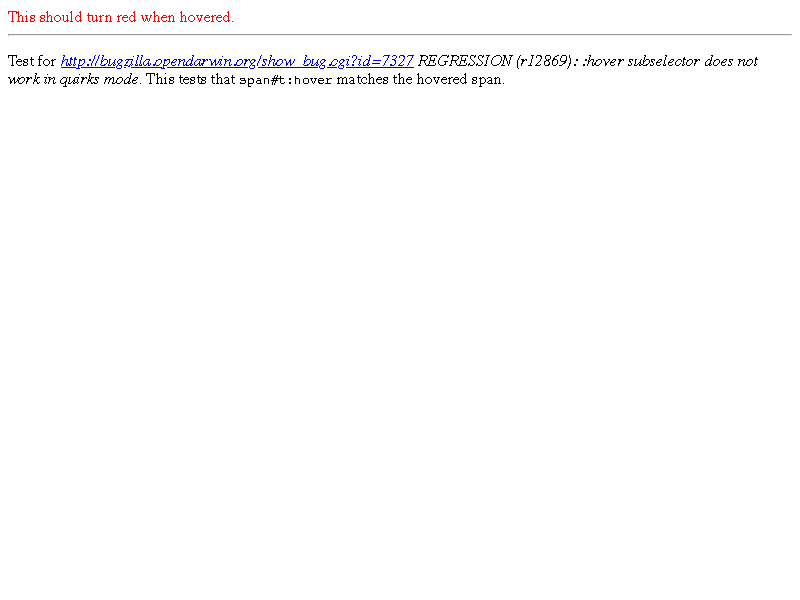 This should turn red when hovered.
Test for http://bugzilla.opendarwin.org/show_bug.cgi?id=7327 REGRESSION (r12869): :hover subselector does not
work in quirks mode. This tests that span#t:hover matches the hovered span.